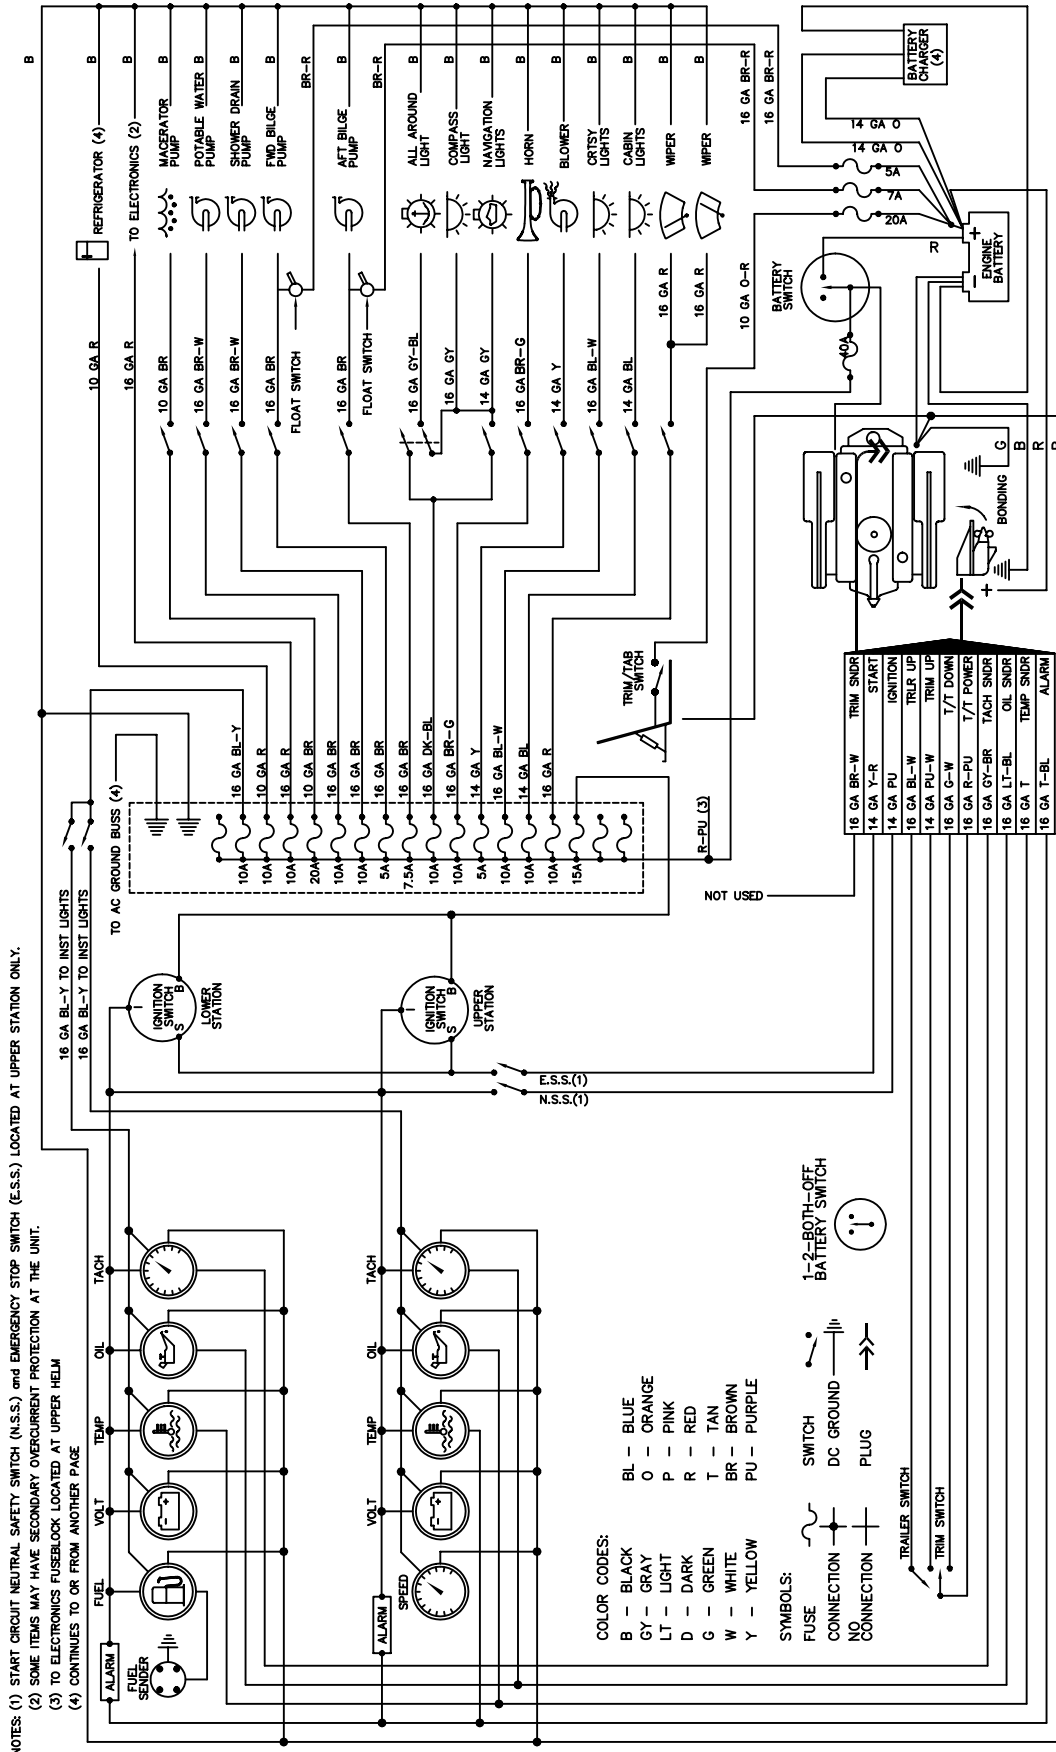 NOTES: (1) START CIRCUIT NEUTRAL SAFETY SWITCH (N.S.S.) and EMERGENCY STOP SWITCH (E.S.S.) LOCATED AT UPPER STATION ONLY.
(2) SOME ITEMS MAY HAVE SECONDARY OVERCURRENT PROTECTION AT THE UNIT.
(3) TO ELECTRONICS FUSEBLOCK LOCATED AT UPPER HELM
(4) CONTINUES TO OR FROM ANOTHER PAGE
ALARM
FUEL
SENDER
FUEL
VOLT
TEMP
OIL
TACH
ALARM
SPEED
VOLT
TEMP
OIL
TACH
16 GA BL-Y TO INST LIGHTS
16 GA BL-Y TO INST LIGHTS
TO AC GROUND BUSS (4)
I
IGNITION
SWITCH
S
B
LOWER
STATION
I
IGNITION
SWITCH
S
B
UPPER
STATION
E.S.S.(1)
N.S.S.(1)
10A
10A
10A
20A
10A
10A
5A
7.5A
10A
10A
5A
10A
10A
10A
15A
16 GA BL-Y
10 GA R
16 GA R
10 GA BR
16 GA BR
16 GA BR
16 GA BR
16 GA BR
16 GA DK-BL
16 GA BR-G
14 GA Y
16 GA BL-W
14 GA BL
16 GA R
R-PU (3)
NOT USED
TRIM/TAB
SWITCH
10 GA R
16 GA R
10 GA BR
16 GA BR-W
16 GA BR-W
16 GA BR
FLOAT SWITCH
16 GA BR
FLOAT SWITCH
16 GA GY-BL
16 GA GY
14 GA GY
16 GA BR-G
14 GA Y
16 GA BL-W
14 GA BL
16 GA R
16 GA R
B
REFRIGERATOR (4) B
TO ELECTRONICS (2) B
MACERATOR
PUMP B
POTABLE WATER
PUMP B
SHOWER DRAIN
PUMP B
FWD BILGE
PUMP B
BR-R
AFT BILGE
PUMP B
BR-R
ALL AROUND
LIGHT B
COMPASS
LIGHT B
NAVIGATION
LIGHTS B
HORN B
BLOWER B
CRTSY
LIGHTS B
CABIN
LIGHTS B
WIPER B
WIPER B
16 GA BR-R
16 GA BR-R
10 GA O-R
BATTERY
CHARGER
(4)
14 GA O
14 GA O
5A
7A
20A
BATTERY
SWITCH
R
+ -
ENGINE
BATTERY
40A
G
B
R
BONDING
+
16 GA BR-W TRIM SNDR
14 GA Y-R START
14 GA PU IGNITION
16 GA BL-W TRLR UP
14 GA PU-W TRIM UP
16 GA G-W T/T DOWN
16 GA R-PU T/T POWER
16 GA GY-BR TACH SNDR
16 GA LT-BL OIL SNDR
16 GA T TEMP SNDR
16 GA T-BL ALARM
COLOR CODES:
B - BLACK BL - BLUE
GY - GRAY O - ORANGE
LT - LIGHT P - PINK
D - DARK R - RED
G - GREEN T - TAN
W - WHITE BR - BROWN
Y - YELLOW PU - PURPLE
SYMBOLS:
FUSE
CONNECTION
NO
CONNECTION
SWITCH
DC GROUND
PLUG
1-2-BOTH-OFF
BATTERY SWITCH
TRAILER SWITCH
TRIM SWITCH